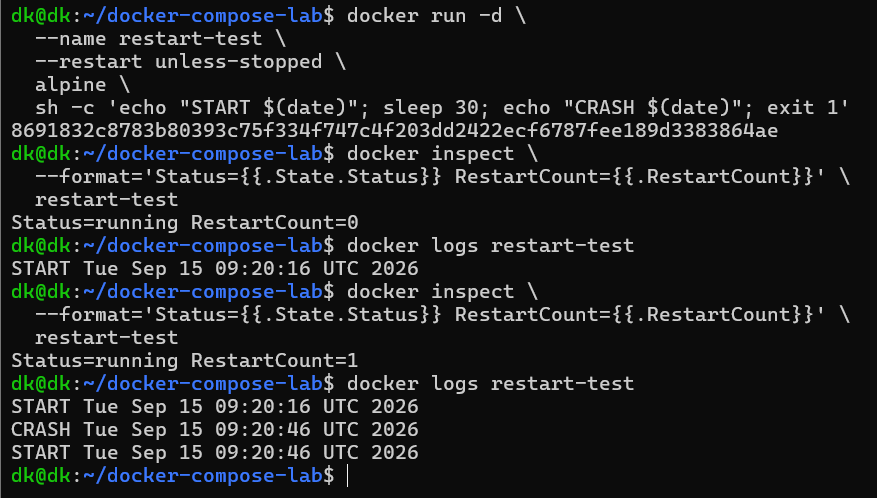 dk@dk:~/docker-compose-lab$ docker run -d \
  --name restart-test \
  --restart unless-stopped \
  alpine \
  sh -c 'echo "START $(date)"; sleep 30; echo "CRASH $(date)"; exit 1'
8691832c8783b80393c75f334f747c4f203dd2422ecf6787fee189d3383864ae
dk@dk:~/docker-compose-lab$ docker inspect \
  --format='Status={{.State.Status}} RestartCount={{.RestartCount}}' \
  restart-test
Status=running RestartCount=0
dk@dk:~/docker-compose-lab$ docker logs restart-test
START Tue Sep 15 09:20:16 UTC 2026
dk@dk:~/docker-compose-lab$ docker inspect \
  --format='Status={{.State.Status}} RestartCount={{.RestartCount}}' \
  restart-test
Status=running RestartCount=1
dk@dk:~/docker-compose-lab$ docker logs restart-test
START Tue Sep 15 09:20:16 UTC 2026
CRASH Tue Sep 15 09:20:46 UTC 2026
START Tue Sep 15 09:20:46 UTC 2026
dk@dk:~/docker-compose-lab$